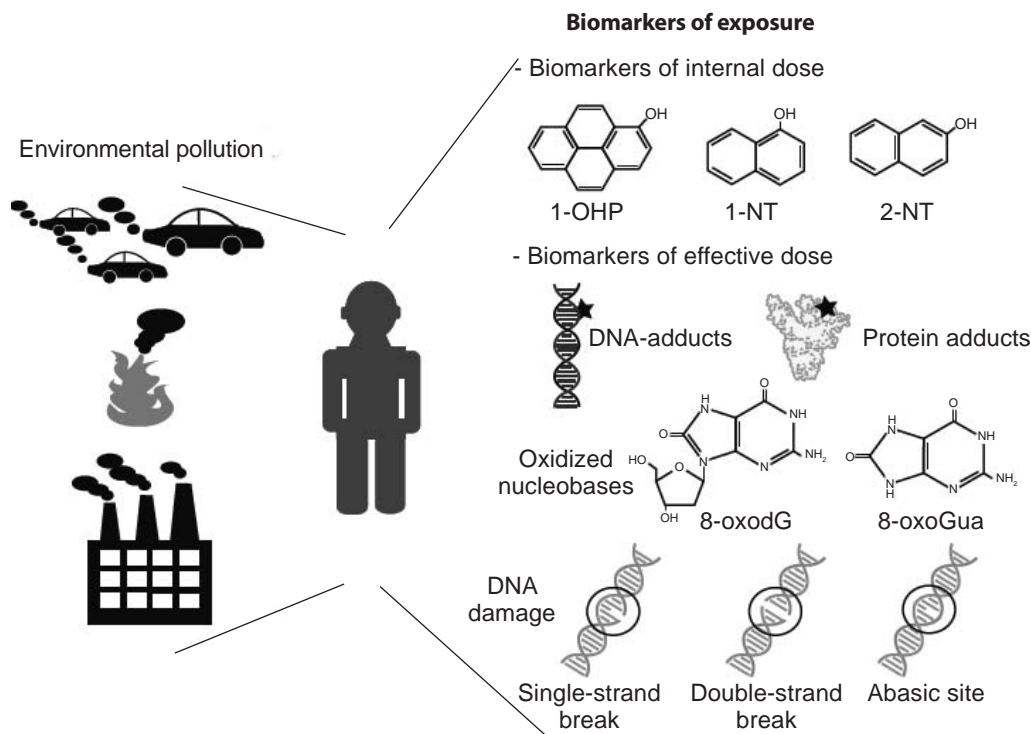 Biomarkers of exposure
- Biomarkers of internal dose
Environmental pollution
OH
OH
OH
1-OHP
1-NT
2-NT
- Biomarkers of effective dose
DNA-adducts
Protein adducts
Oxidized
nucleobases
O
H
N
NH
O
N
N
NH2
HO
O
OH
8-oxodG
O
H
N
NH
O
N
H
N
NH2
8-oxoGua
DNA
damage
Single-strand
break
Double-strand
break
Abasic site